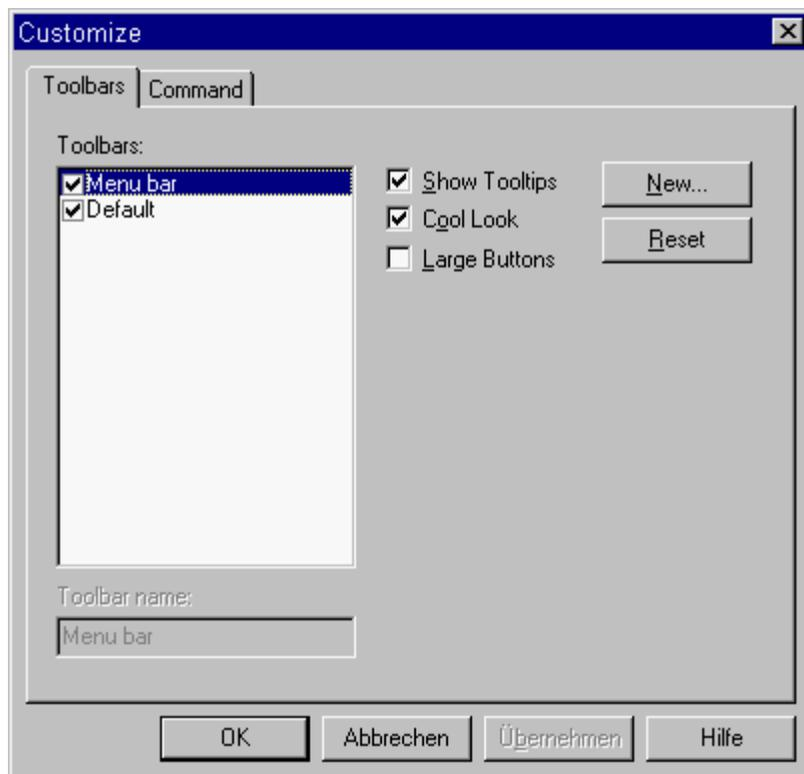 Customize
Toolbars Command
Toolbars:
Menu bar
Default
Show Tooltips
Cool Look
Large Buttons
New...
Reset
Toolbar name:
Menu bar
OK Abbrechen Übernehmen Hilfe